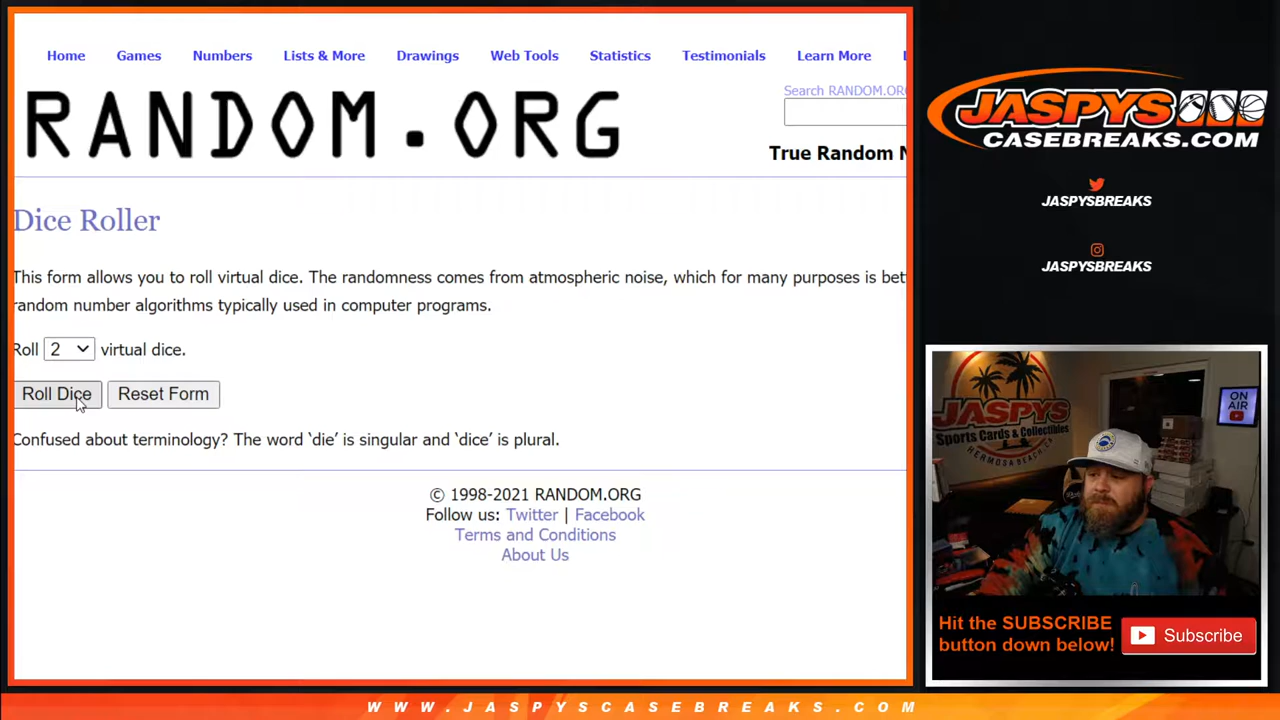 Home Games Numbers Lists & More Drawings Web Tools Statistics Testimonials Learn More
RANDOM.ORG
Search RANDOM.ORG
True Random N
Dice Roller
This form allows you to roll virtual dice. The randomness comes from atmospheric noise, which for many purposes is bet
random number algorithms typically used in computer programs.
Roll 2 virtual dice.
Roll Dice Reset Form
Confused about terminology? The word ‘die’ is singular and ‘dice’ is plural.
© 1998-2021 RANDOM.ORG
Follow us: Twitter | Facebook
Terms and Conditions
About Us
JASPYS
CASEBREAKS.COM
JASPYSBREAKS
JASPYSBREAKS
JASPYS
Sports Cards & Collectibles
HERMOSA BEACH, CA
ON
AIR
Hit the SUBSCRIBE
button down below!
Subscribe
WWW.JASPYSCASEBREAKS.COM